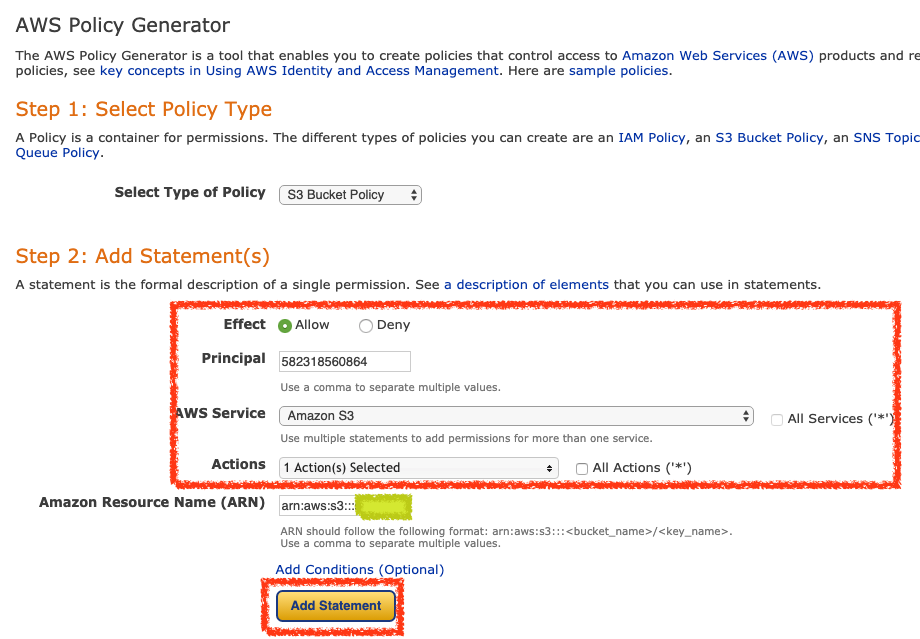 AWS Policy Generator
The AWS Policy Generator is a tool that enables you to create policies that control access to Amazon Web Services (AWS) products and re
policies, see key concepts in Using AWS Identity and Access Management. Here are sample policies.
Step 1: Select Policy Type
A Policy is a container for permissions. The different types of policies you can create are an IAM Policy, an S3 Bucket Policy, an SNS Topic
Queue Policy.
Select Type of Policy S3 Bucket Policy
Step 2: Add Statement(s)
A statement is the formal description of a single permission. See a description of elements that you can use in statements.
Effect Allow Deny
Principal 582318560864
Use a comma to separate multiple values.
AWS Service Amazon S3 All Services ('*')
Use multiple statements to add permissions for more than one service.
Actions 1 Action(s) Selected All Actions ('*')
Amazon Resource Name (ARN) arn:aws:s3:::
ARN should follow the following format: arn:aws:s3:::<bucket_name>/<key_name>.
Use a comma to separate multiple values.
Add Conditions (Optional)
Add Statement